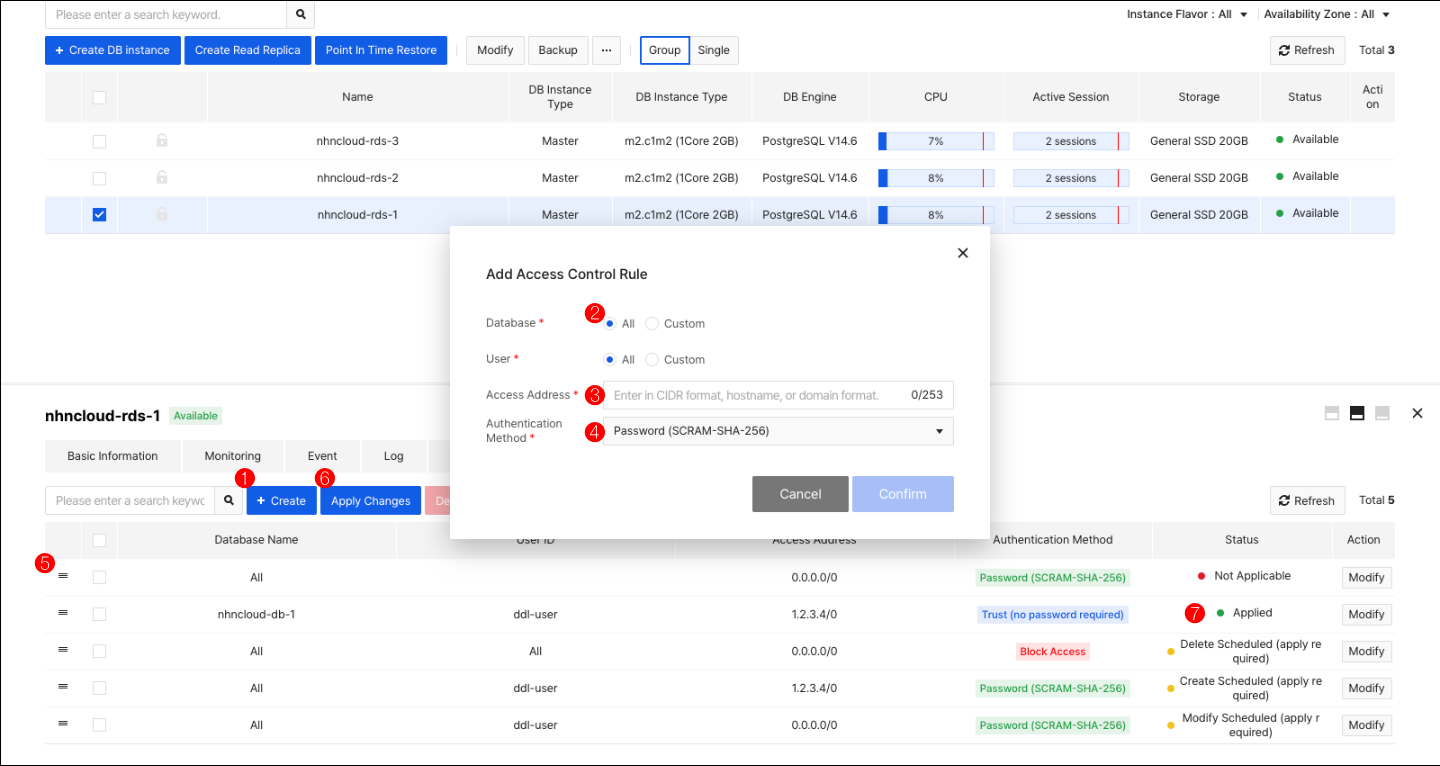 Please enter a search keyword.
Instance Flavor : All
Availability Zone : All
+ Create DB instance
Create Read Replica
Point In Time Restore
Modify
Backup
...
Group
Single
Refresh
Total 3
Name
DB Instance
Type
DB Instance Type
DB Engine
CPU
Active Session
Storage
Status
Acti
on
nhncloud-rds-3
Master
m2.c1m2 (1Core 2GB)
PostgreSQL V14.6
7%
2 sessions
General SSD 20GB
Available
nhncloud-rds-2
Master
m2.c1m2 (1Core 2GB)
PostgreSQL V14.6
8%
2 sessions
General SSD 20GB
Available
nhncloud-rds-1
Master
m2.c1m2 (1Core 2GB)
PostgreSQL V14.6
8%
2 sessions
General SSD 20GB
Available
Add Access Control Rule
Database *
2
All
Custom
User *
All
Custom
Access Address *
3
Enter in CIDR format, hostname, or domain format.
0/253
Authentication
Method *
4
Password (SCRAM-SHA-256)
Cancel
Confirm
nhncloud-rds-1
Available
Basic Information
Monitoring
Event
Log
1
6
Please enter a search keywc
+ Create
Apply Changes
De
Refresh
Total 5
Database Name
User ID
Access Address
Authentication Method
Status
Action
5
All
0.0.0.0/0
Password (SCRAM-SHA-256)
Not Applicable
Modify
nhncloud-db-1
ddl-user
1.2.3.4/0
Trust (no password required)
7
Applied
Modify
All
All
0.0.0.0/0
Block Access
Delete Scheduled (apply re
quired)
Modify
All
ddl-user
1.2.3.4/0
Password (SCRAM-SHA-256)
Create Scheduled (apply re
quired)
Modify
All
ddl-user
0.0.0.0/0
Password (SCRAM-SHA-256)
Modify Scheduled (apply r
equired)
Modify